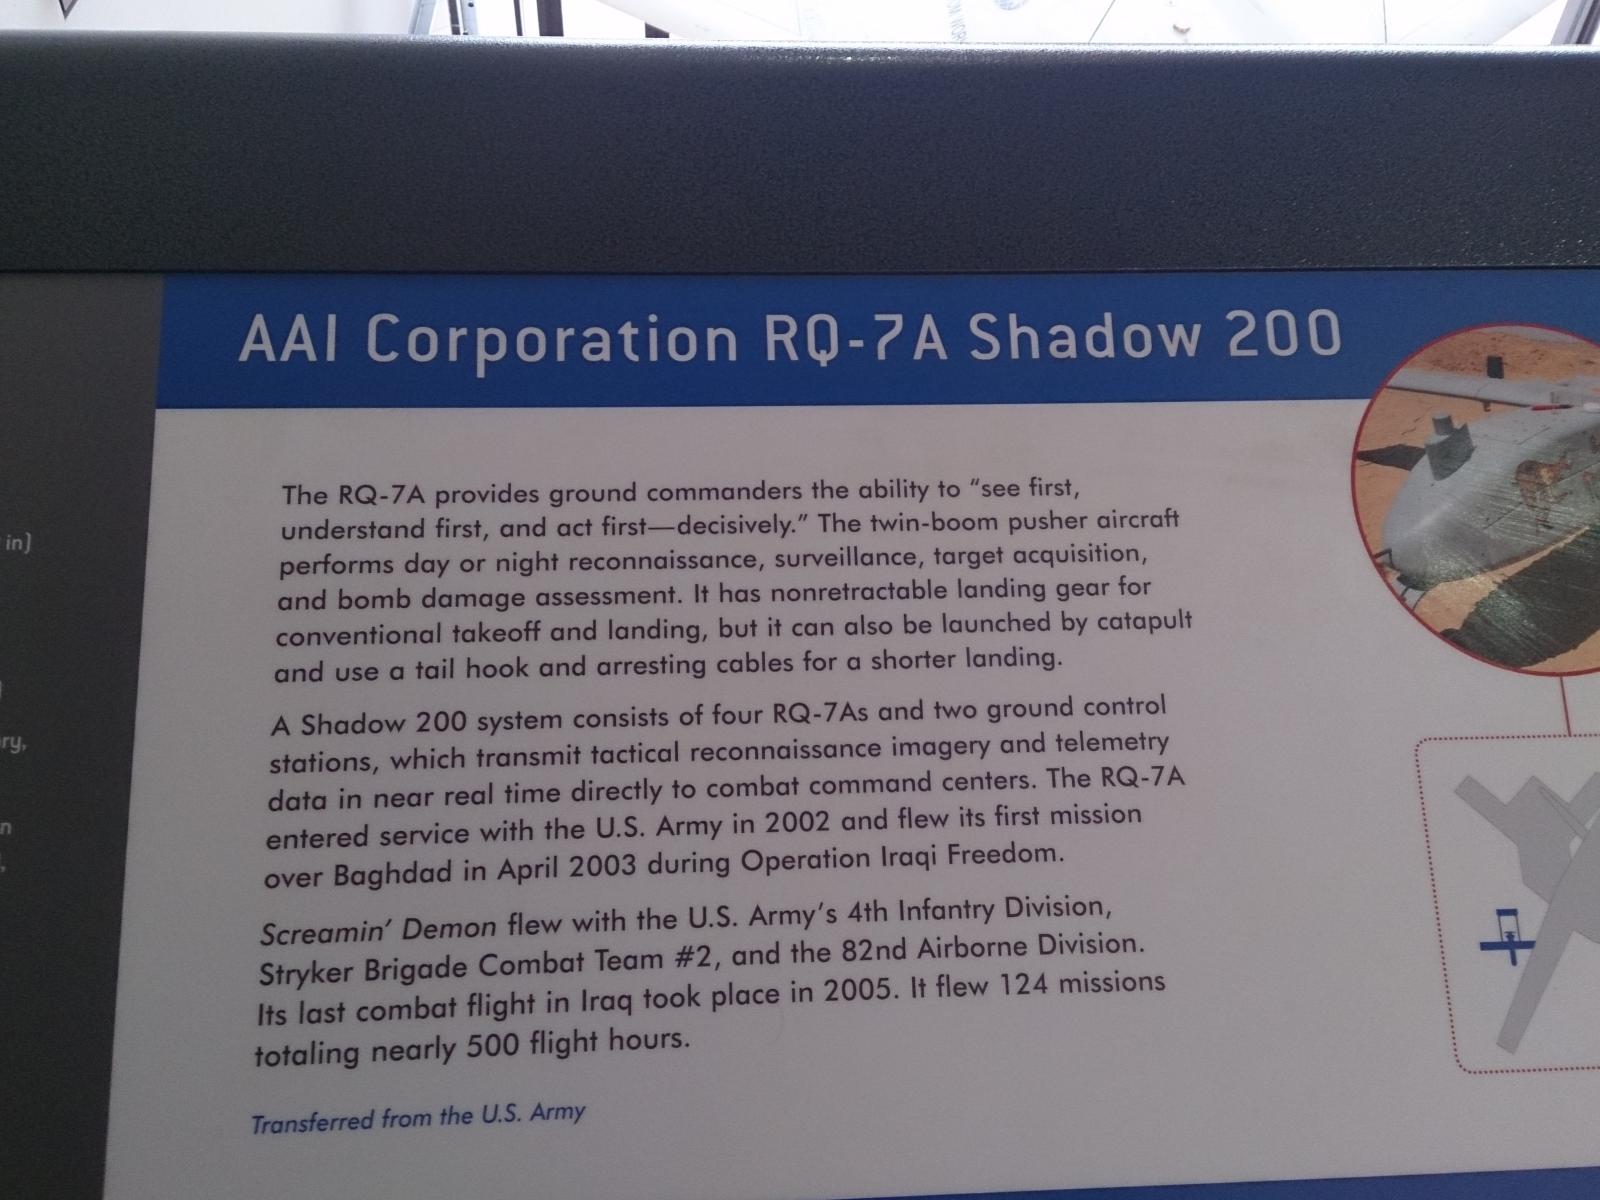 AAI Corporation RQ-7A Shadow 200
The RQ-7A provides ground commanders the ability to “see first,
understand first, and act first—decisively.” The twin-boom pusher aircraft
performs day or night reconnaissance, surveillance, target acquisition,
and bomb damage assessment. It has nonretractable landing gear for
conventional takeoff and landing, but it can also be launched by catapult
and use a tail hook and arresting cables for a shorter landing.
A Shadow 200 system consists of four RQ-7As and two ground control
stations, which transmit tactical reconnaissance imagery and telemetry
data in near real time directly to combat command centers. The RQ-7A
entered service with the U.S. Army in 2002 and flew its first mission
over Baghdad in April 2003 during Operation Iraqi Freedom.
Screamin’ Demon flew with the U.S. Army’s 4th Infantry Division,
Stryker Brigade Combat Team #2, and the 82nd Airborne Division.
Its last combat flight in Iraq took place in 2005. It flew 124 missions
totaling nearly 500 flight hours.
Transferred from the U.S. Army
in)